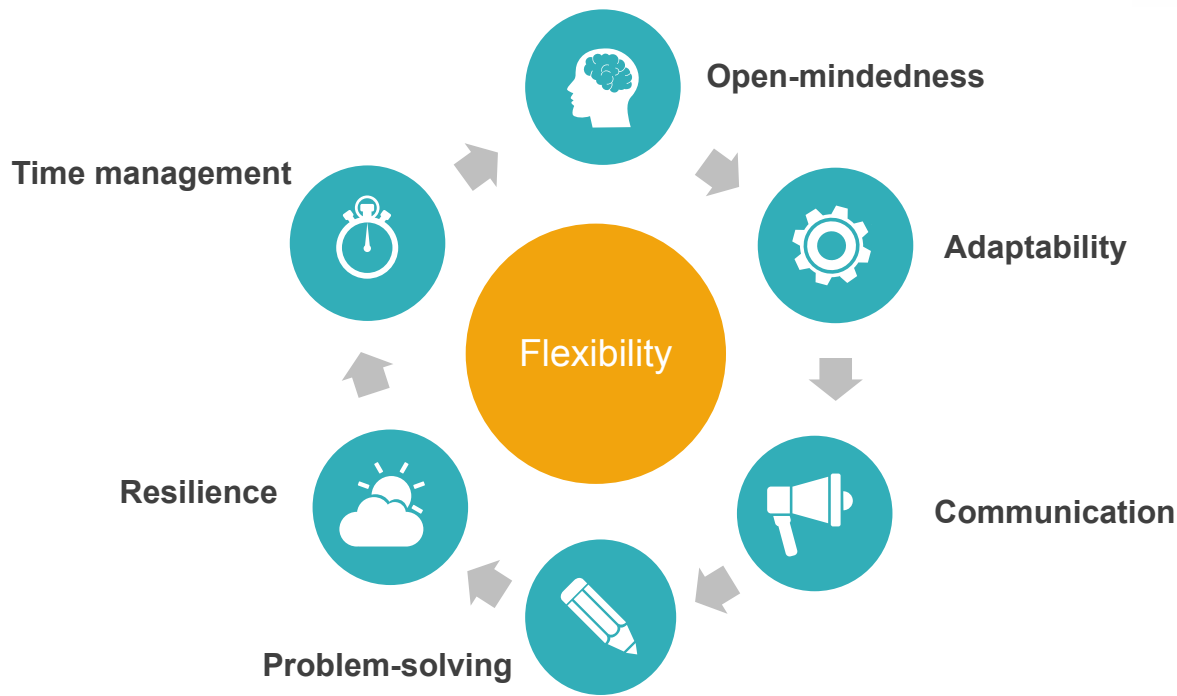 Open-mindedness
Time management
Adaptability
Flexibility
Resilience
Communication
Problem-solving